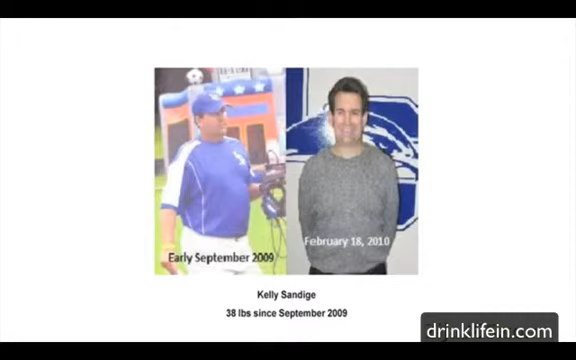 Early September 2009
February 18, 2010
Kelly Sandige
38 lbs since September 2009
drinklifein.com